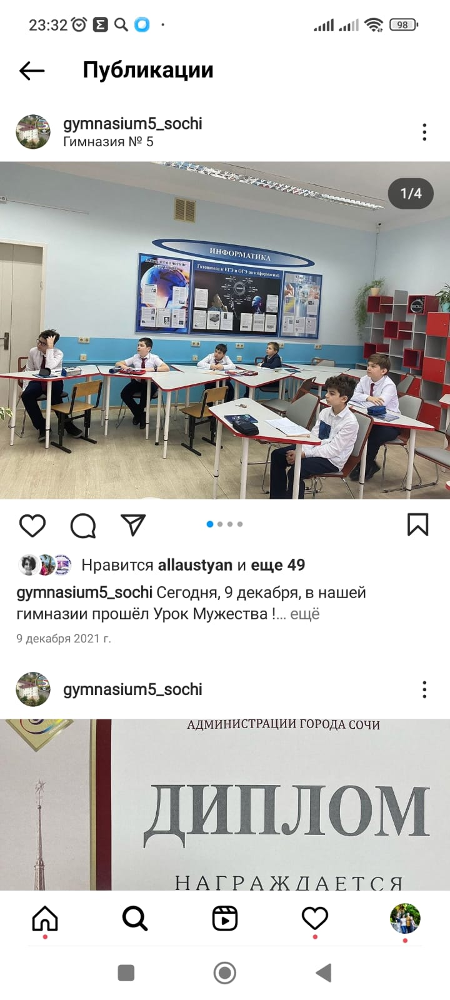 23:32
98
Публикации
gymnasium5_sochi
Гимназия № 5
1/4
ИНФОРМАТИКА
Алгоритмические
Готовимся к ЕГЭ и ОГЭ по информатике
Нравится allaustyan и еще 49
gymnasium5_sochi Сегодня, 9 декабря, в нашей
гимназии прошёл Урок Мужества !... ещё
9 декабря 2021 г.
gymnasium5_sochi
АДМИНИСТРАЦИИ ГОРОДА СОЧИ
ДИПЛОМ
НАГРАЖДАЕТСЯ